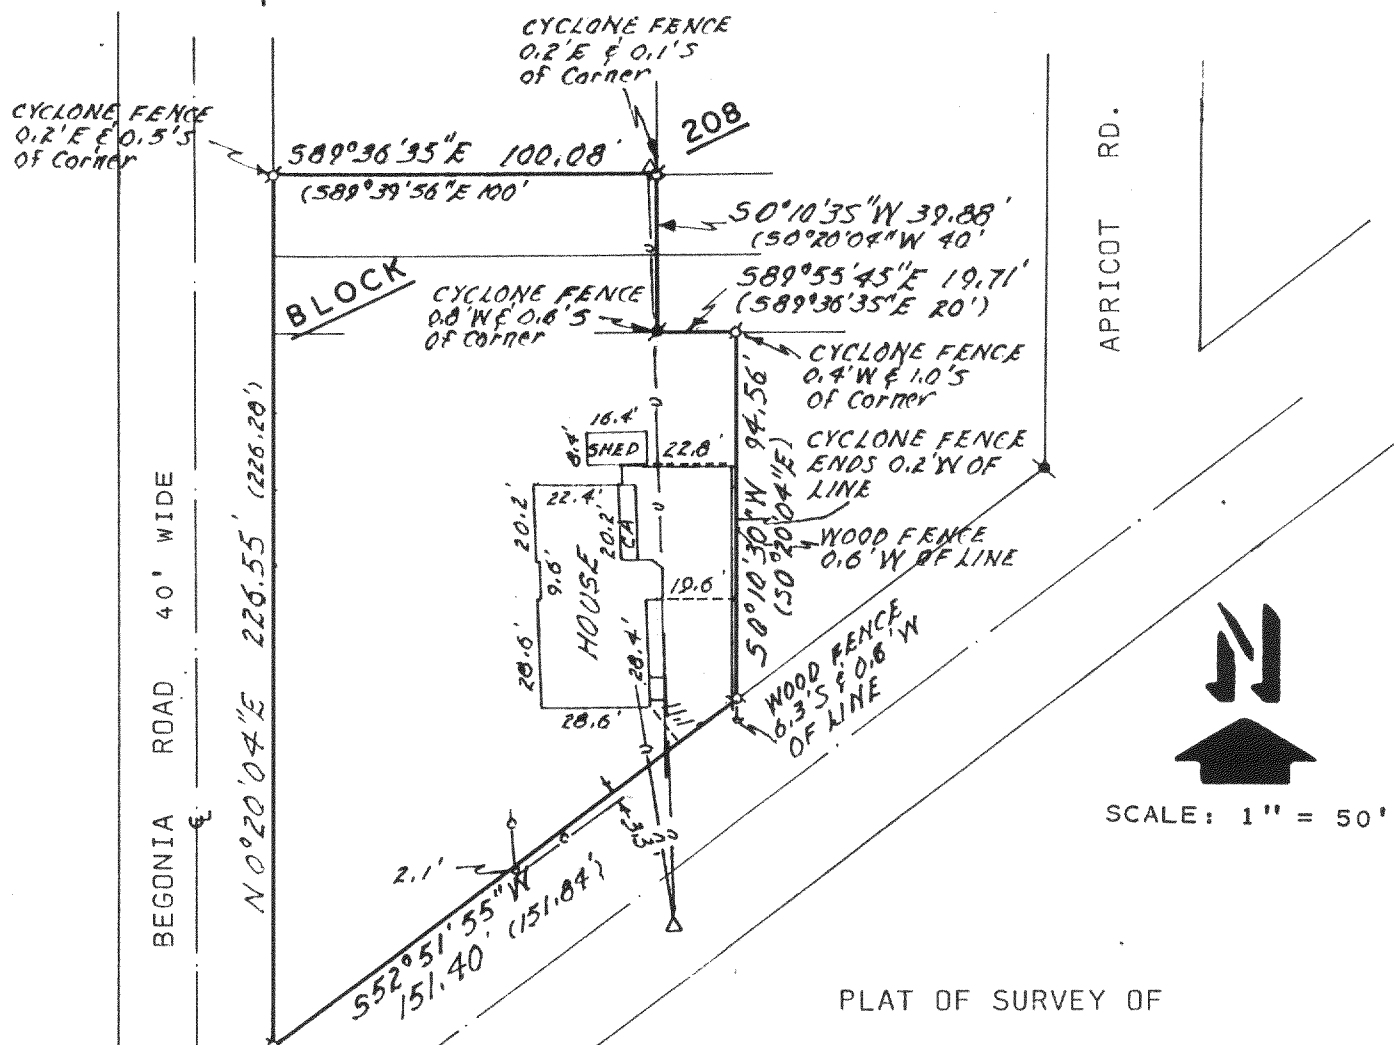 CYCLONE FENCE
0.2'E & 0.1'S
of Corner
CYCLONE FENCE
0.2'E & 0.5'S
of Corner
208
S89°36'35"E 100.08'
(S89°39'56"E 100'
S0°10'35"W 39.88'
(S0°20'04"W 40'
BLOCK
CYCLONE FENCE
0.8'W & 0.6'S
of Corner
S89°55'45"E 19.71'
(S89°36'35"E 20')
CYCLONE FENCE
0.4'W & 1.0'S
of Corner
APRICOT RD.
16.4'
8.4'
SHED
22.8'
CYCLONE FENCE
ENDS 0.2'W OF
LINE
S0°10'30"W 94.56'
(S0°20'04"E)
WOOD FENCE
0.6'W OF LINE
22.4'
20.2'
20.2'
CA
9.6'
HOUSE
19.6'
28.6'
28.4'
28.6'
WOOD FENCE
6.3'S & 0.8'W
OF LINE
BEGONIA ROAD 40' WIDE
℄
N0°20'04"E 226.55' (226.28')
3.3'
2.1'
S52°51'55"W
151.40' (151.84')
N
SCALE: 1" = 50'
PLAT OF SURVEY OF